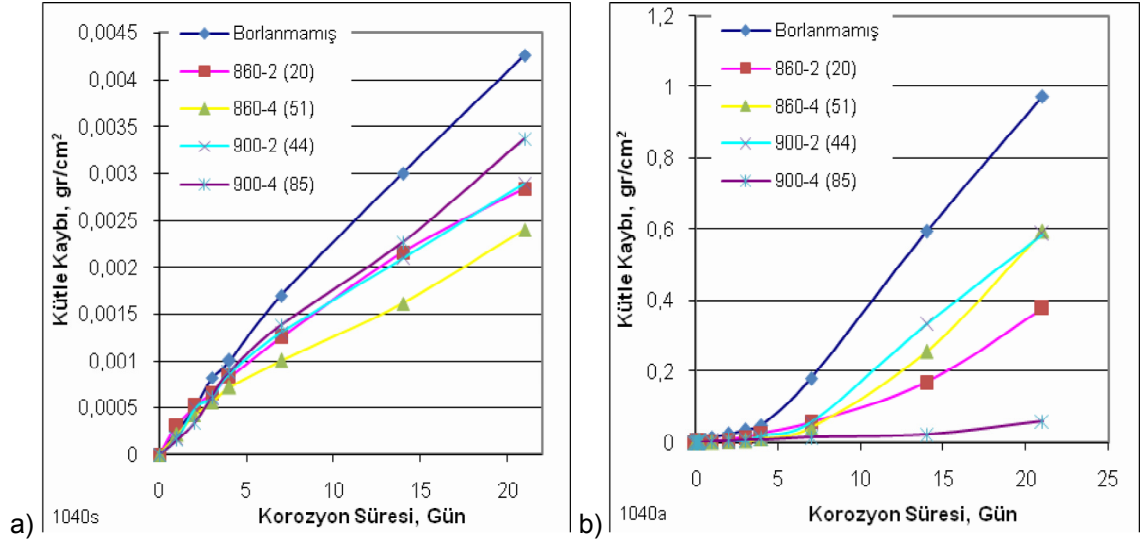 0,0045
0,004
0,0035
0,003
0,0025
0,002
0,0015
0,001
0,0005
0
Kütle Kaybı, gr/cm²
Borlanmamış
860-2 (20)
860-4 (51)
900-2 (44)
900-4 (85)
0 5 10 15 20
Korozyon Süresi, Gün
1040s
a)
1,2
1
0,8
0,6
0,4
0,2
0
Kütle Kaybı, gr/cm²
Borlanmamış
860-2 (20)
860-4 (51)
900-2 (44)
900-4 (85)
0 5 10 15 20 25
Korozyon Süresi, Gün
1040a
b)